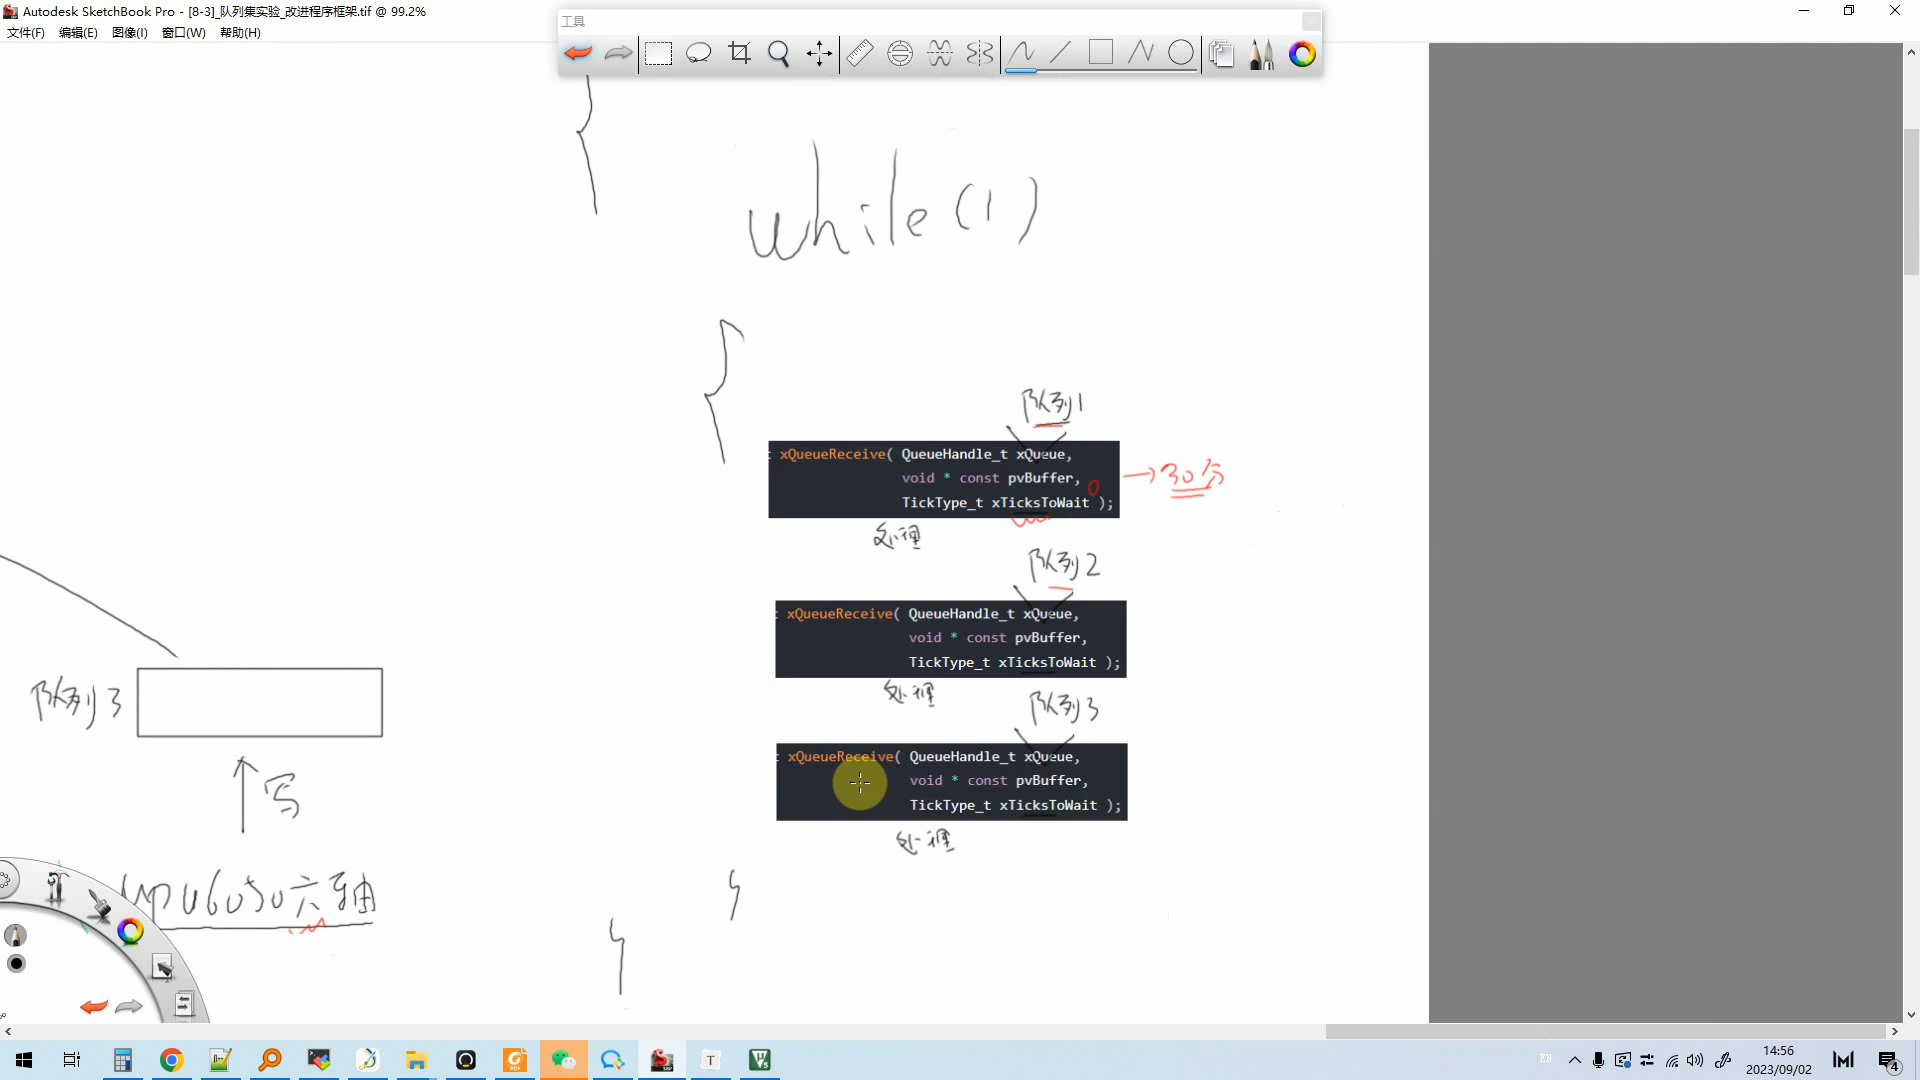 Autodesk SketchBook Pro - [8-3]_队列集实验_改进程序框架.tif @ 99.2%
文件(F) 编辑(E) 图像(I) 窗口(W) 帮助(H)
工具
while(1)
队列1
xQueueReceive( QueueHandle_t xQueue,
void * const pvBuffer,
TickType_t xTicksToWait );
0
→30分
处理
队列2
xQueueReceive( QueueHandle_t xQueue,
void * const pvBuffer,
TickType_t xTicksToWait );
处理
队列3
xQueueReceive( QueueHandle_t xQueue,
void * const pvBuffer,
TickType_t xTicksToWait );
处理
队列3
写
mpu6050六轴
EN
14:56
2023/09/02
4